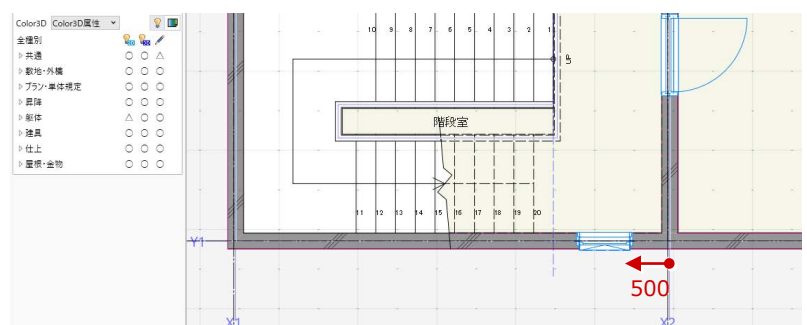 Color3D Color3D属性
全種別
共通 ○ ○ △
敷地・外構 ○ ○ ○
プラン・単体規定 ○ ○ ○
昇降 ○ ○ ○
躯体 △ ○ ○
建具 ○ ○ ○
仕上 ○ ○ ○
屋根・金物 ○ ○ ○
10 9 8 7 6 5 4 3 2 1
UP
階段室
11 12 13 14 15 16 17 18 19 20
Y1
500
X1 X2